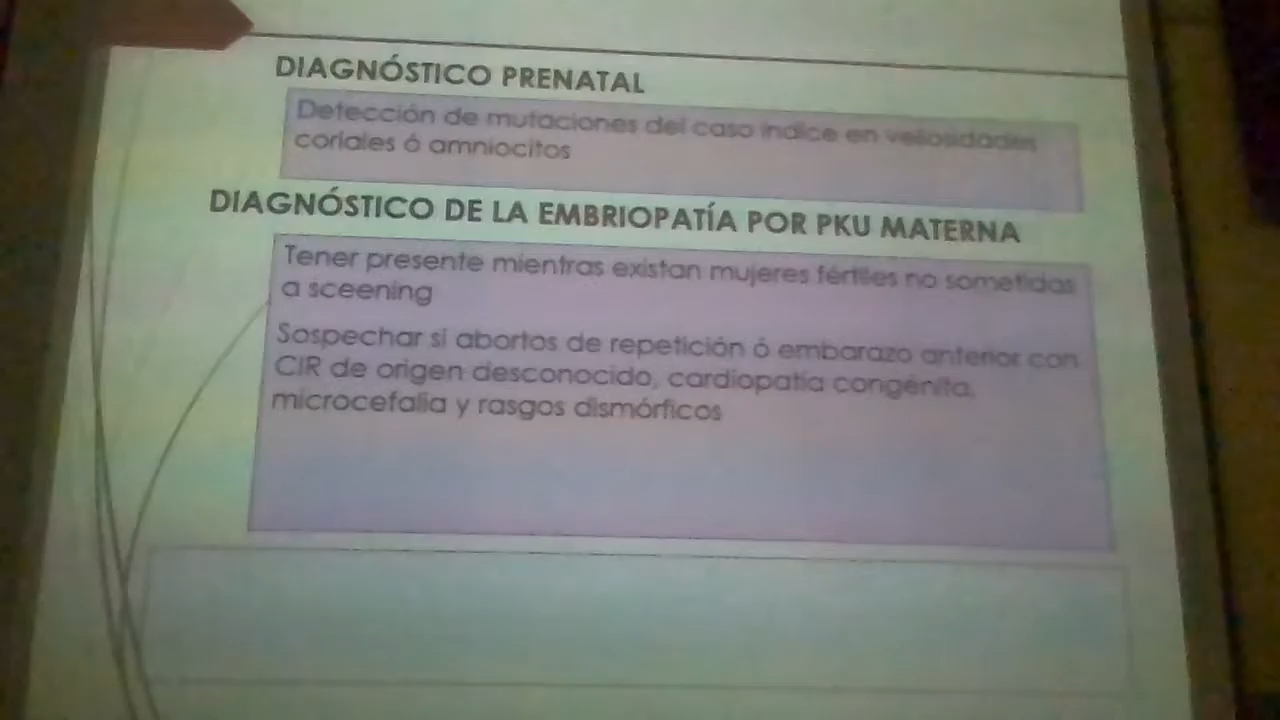 DIAGNÓSTICO PRENATAL
Detección de mutaciones del caso índice en vellosidades
coriales ó amniocitos
DIAGNÓSTICO DE LA EMBRIOPATÍA POR PKU MATERNA
Tener presente mientras existan mujeres fértiles no sometidas
a sceening
Sospechar si abortos de repetición ó embarazo anterior con
CIR de origen desconocido, cardiopatía congénita,
microcefalia y rasgos dismórficos